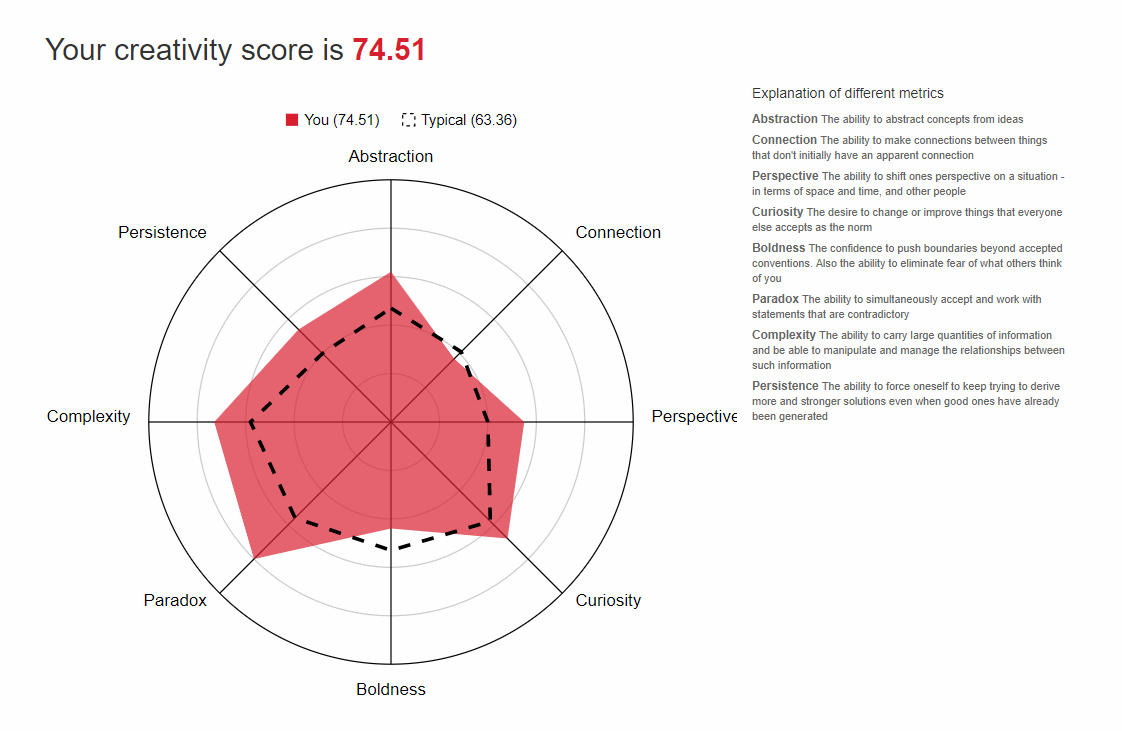 Your creativity score is 74.51
You (74.51) Typical (63.36)
Abstraction
Connection
Perspective
Curiosity
Boldness
Paradox
Complexity
Persistence
Explanation of different metrics
Abstraction The ability to abstract concepts from ideas
Connection The ability to make connections between things
that don't initially have an apparent connection
Perspective The ability to shift ones perspective on a situation -
in terms of space and time, and other people
Curiosity The desire to change or improve things that everyone
else accepts as the norm
Boldness The confidence to push boundaries beyond accepted
conventions. Also the ability to eliminate fear of what others think
of you
Paradox The ability to simultaneously accept and work with
statements that are contradictory
Complexity The ability to carry large quantities of information
and be able to manipulate and manage the relationships between
such information
Persistence The ability to force oneself to keep trying to derive
more and stronger solutions even when good ones have already
been generated